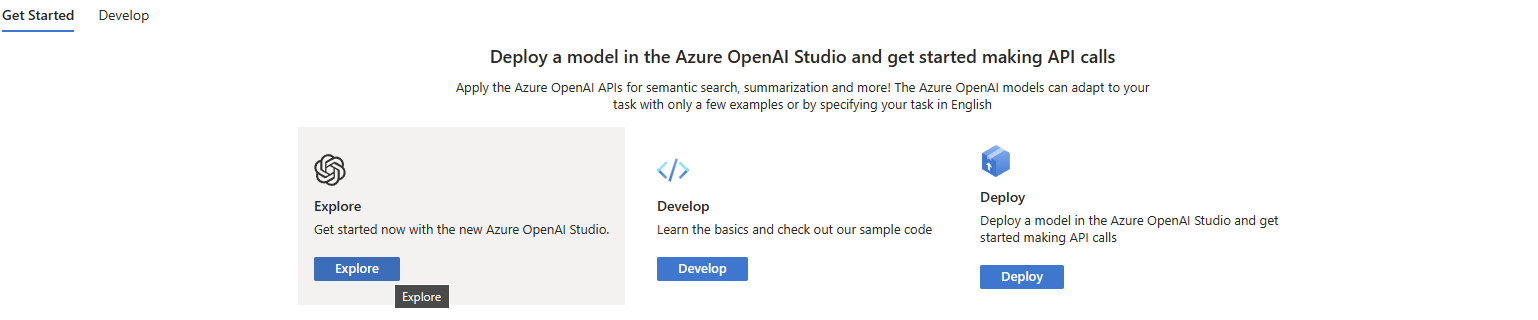 Get Started Develop
Deploy a model in the Azure OpenAI Studio and get started making API calls
Apply the Azure OpenAI APIs for semantic search, summarization and more! The Azure OpenAI models can adapt to your
task with only a few examples or by specifying your task in English
Explore
Get started now with the new Azure OpenAI Studio.
Explore
Explore
Develop
Learn the basics and check out our sample code
Develop
Deploy
Deploy a model in the Azure OpenAI Studio and get
started making API calls
Deploy